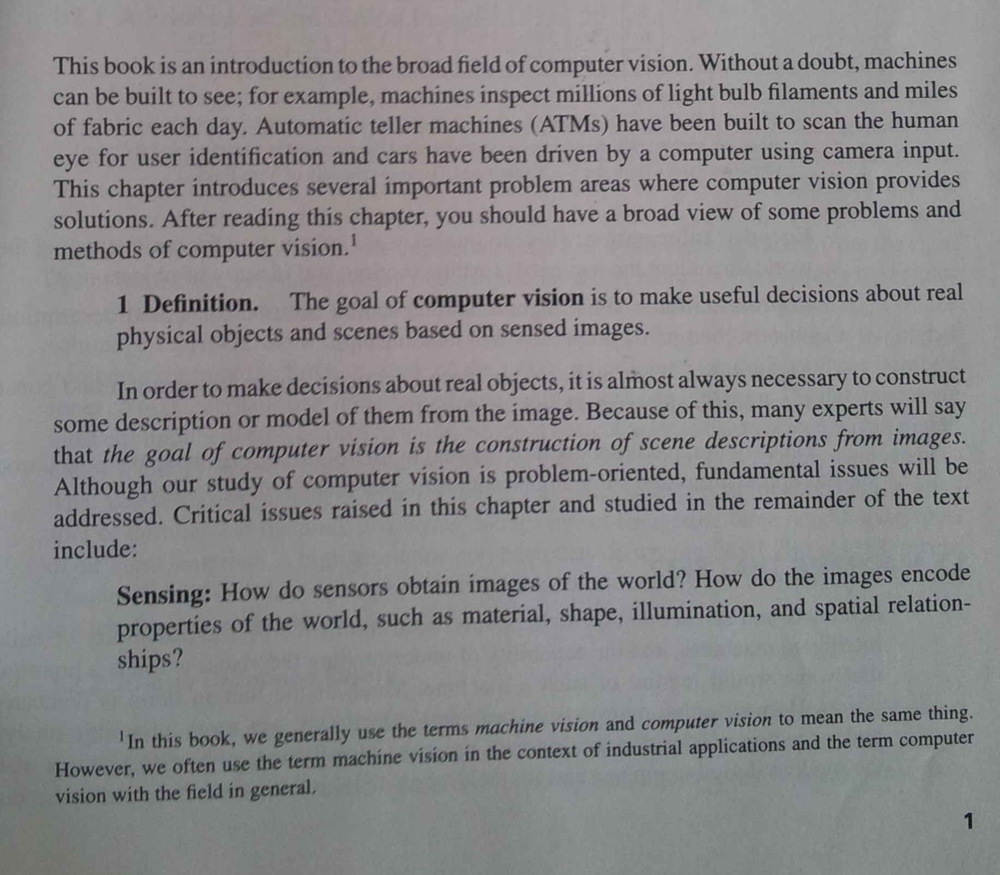 This book is an introduction to the broad field of computer vision. Without a doubt, machines
can be built to see; for example, machines inspect millions of light bulb filaments and miles
of fabric each day. Automatic teller machines (ATMs) have been built to scan the human
eye for user identification and cars have been driven by a computer using camera input.
This chapter introduces several important problem areas where computer vision provides
solutions. After reading this chapter, you should have a broad view of some problems and
methods of computer vision.¹
1 Definition. The goal of computer vision is to make useful decisions about real
physical objects and scenes based on sensed images.
In order to make decisions about real objects, it is almost always necessary to construct
some description or model of them from the image. Because of this, many experts will say
that the goal of computer vision is the construction of scene descriptions from images.
Although our study of computer vision is problem-oriented, fundamental issues will be
addressed. Critical issues raised in this chapter and studied in the remainder of the text
include:
Sensing: How do sensors obtain images of the world? How do the images encode
properties of the world, such as material, shape, illumination, and spatial relation-
ships?
¹In this book, we generally use the terms machine vision and computer vision to mean the same thing.
However, we often use the term machine vision in the context of industrial applications and the term computer
vision with the field in general.
1